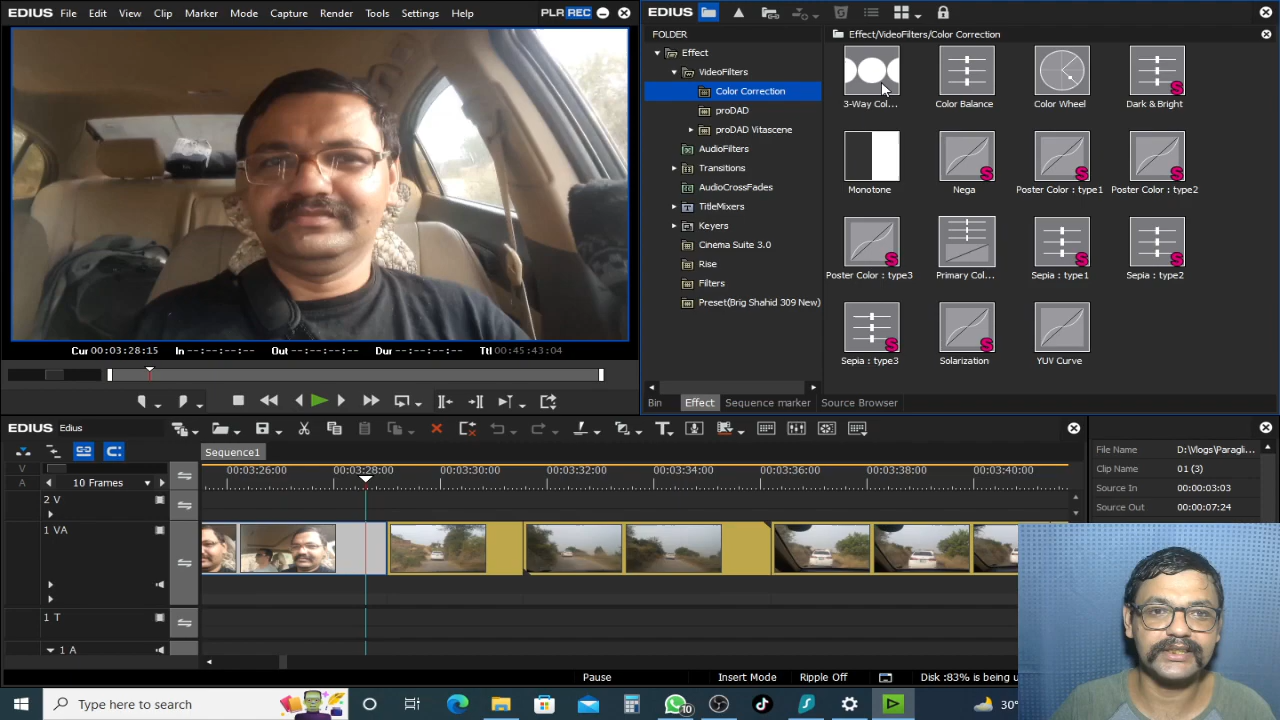 EDIUS File Edit View Clip Marker Mode Capture Render Tools Settings Help PLR REC
EDIUS
FOLDER
Effect/VideoFilters/Color Correction
Effect
VideoFilters
Color Correction
proDAD
proDAD Vitascene
AudioFilters
Transitions
AudioCrossFades
TitleMixers
Keyers
Cinema Suite 3.0
Rise
Filters
Preset(Brig Shahid 309 New)
3-Way Col... Color Balance Color Wheel Dark & Bright
S
Monotone Nega Poster Color : type1 Poster Color : type2
S S S
Poster Color : type3 Primary Col... Sepia : type1 Sepia : type2
S S S
Sepia : type3 Solarization YUV Curve
S S
Cur 00:03:28:15 In --:--:--:-- Out --:--:--:-- Dur --:--:--:-- Ttl 00:45:43:04
Bin Effect Sequence marker Source Browser
EDIUS Edius
Sequence1
V
A
10 Frames
00:03:26:00 00:03:28:00 00:03:30:00 00:03:32:00 00:03:34:00 00:03:36:00 00:03:38:00 00:03:40:00
2 V
1 VA
1 T
1 A
File Name D:\Vlogs\Paragli...
Clip Name 01 (3)
Source In 00:00:03:03
Source Out 00:00:07:24
Pause Insert Mode Ripple Off Disk :83% is being u
Type here to search
10
30°